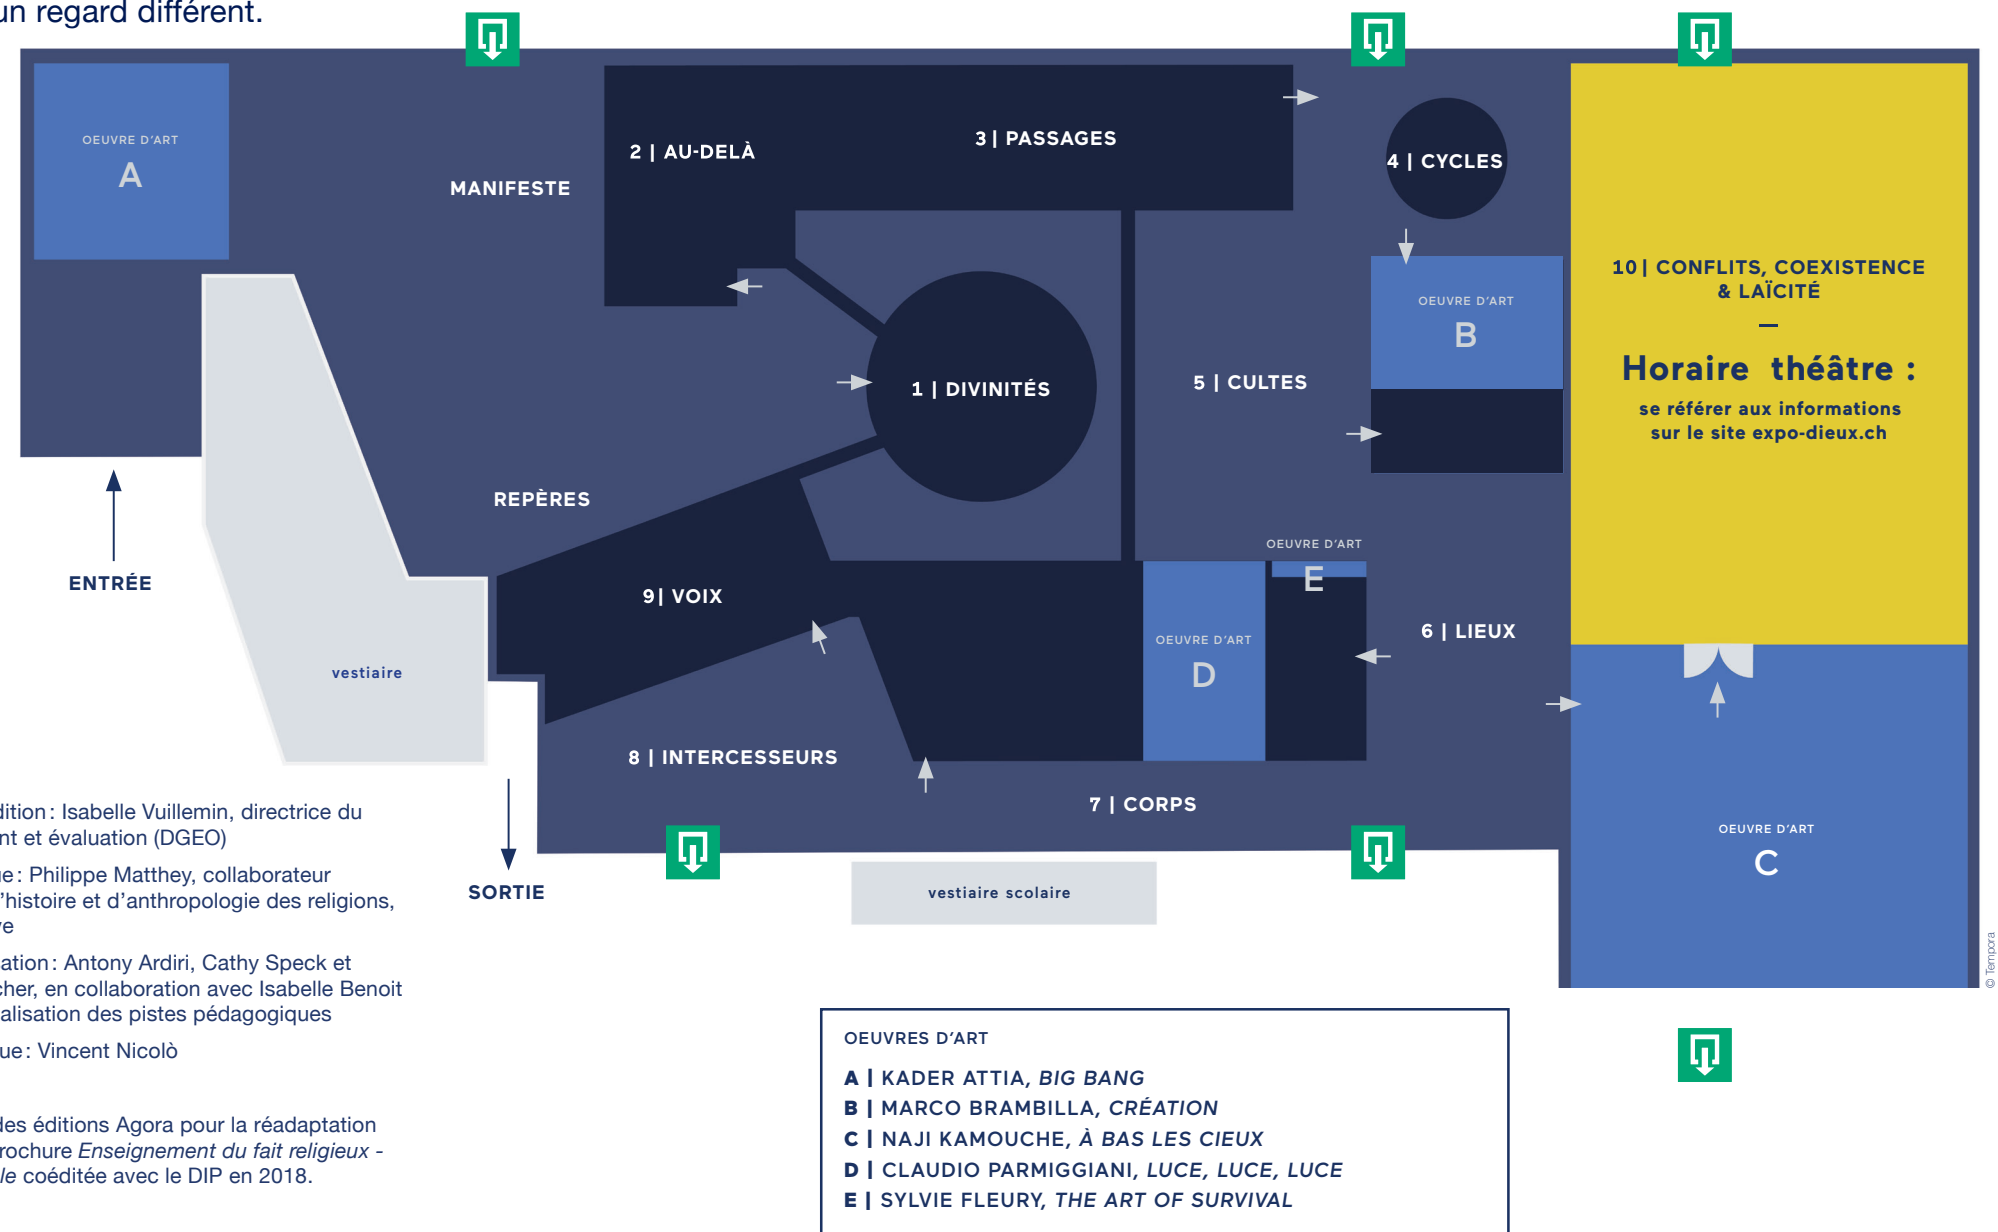 un regard différent.
OEUVRE D'ART
A
MANIFESTE
2 | AU-DELÀ
3 | PASSAGES
4 | CYCLES
OEUVRE D'ART
B
10 | CONFLITS, COEXISTENCE
& LAÏCITÉ
—
Horaire théâtre :
se référer aux informations
sur le site expo-dieux.ch
1 | DIVINITÉS
5 | CULTES
REPÈRES
ENTRÉE
9 | VOIX
OEUVRE D'ART
E
OEUVRE D'ART
D
6 | LIEUX
vestiaire
8 | INTERCESSEURS
7 | CORPS
OEUVRE D'ART
C
SORTIE
vestiaire scolaire
© Tempora
dition : Isabelle Vuillemin, directrice du
nt et évaluation (DGEO)
ue : Philippe Matthey, collaborateur
l'histoire et d'anthropologie des religions,
ve
sation : Antony Ardiri, Cathy Speck et
cher, en collaboration avec Isabelle Benoit
alisation des pistes pédagogiques
ue : Vincent Nicolò
des éditions Agora pour la réadaptation
rochure Enseignement du fait religieux -
le coéditée avec le DIP en 2018.
OEUVRES D'ART
A | KADER ATTIA, BIG BANG
B | MARCO BRAMBILLA, CRÉATION
C | NAJI KAMOUCHE, À BAS LES CIEUX
D | CLAUDIO PARMIGGIANI, LUCE, LUCE, LUCE
E | SYLVIE FLEURY, THE ART OF SURVIVAL